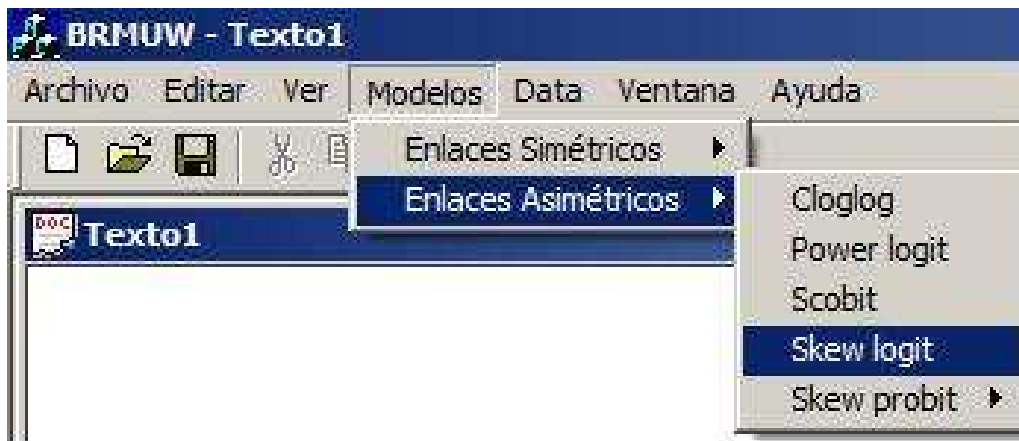 BRMUW - Texto1
Archivo Editar Ver Modelos Data Ventana Ayuda
Enlaces Simétricos
Enlaces Asimétricos
DOC Texto1
Cloglog
Power logit
Scobit
Skew logit
Skew probit